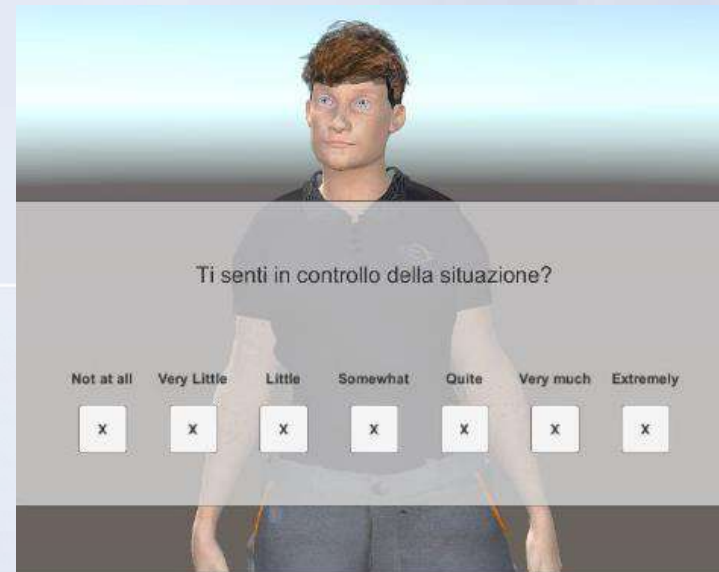 Ti senti in controllo della situazione?
Not at all Very Little Little Somewhat Quite Very much Extremely
x x x x x x x